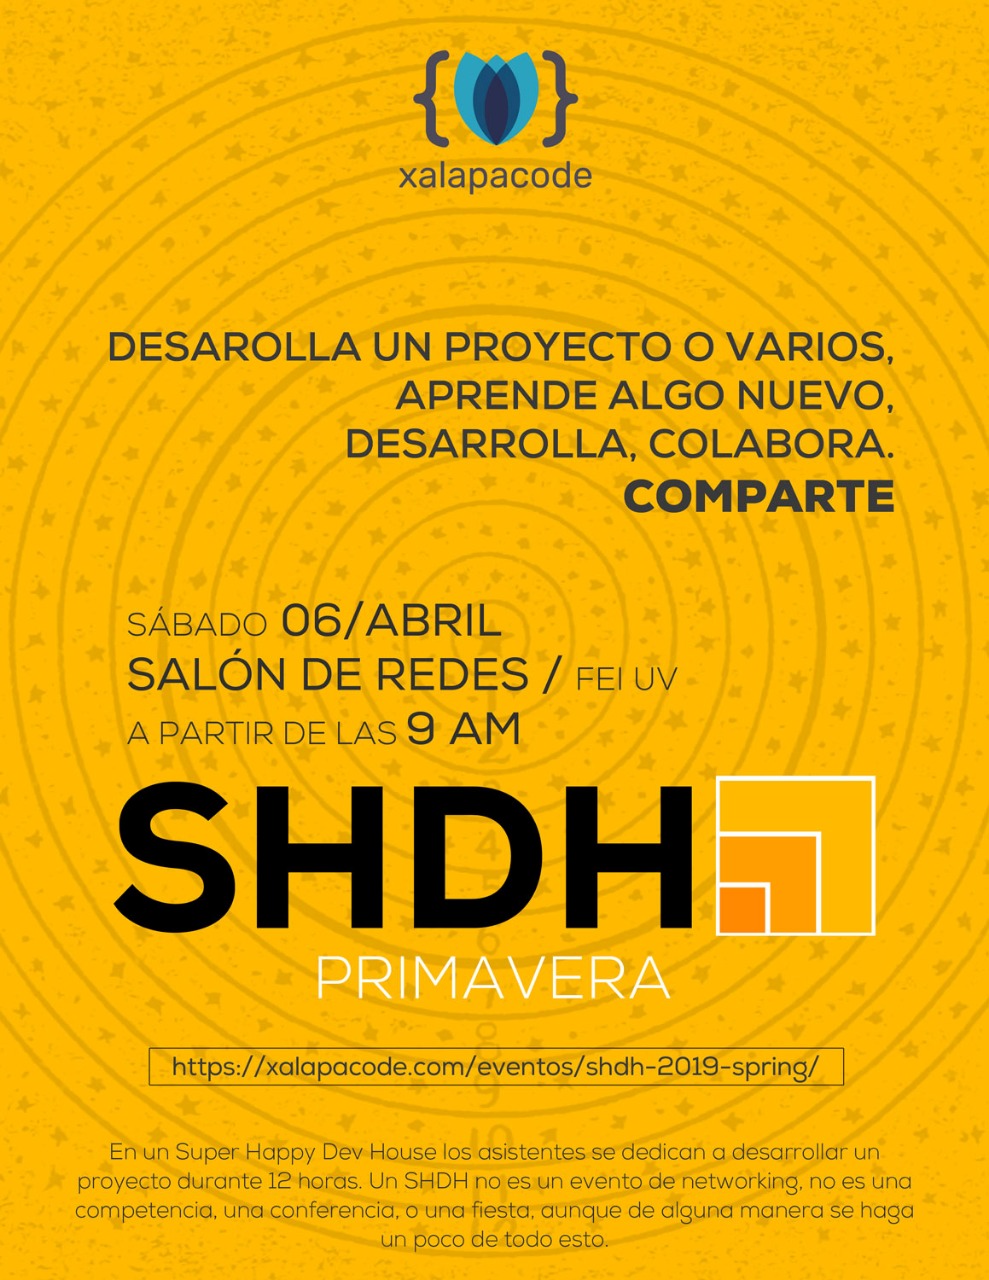 xalapacode
DESAROLLA UN PROYECTO O VARIOS,
APRENDE ALGO NUEVO,
DESARROLLA, COLABORA.
COMPARTE
SÁBADO 06/ABRIL
SALÓN DE REDES / FEI UV
A PARTIR DE LAS 9 AM
SHDH
PRIMAVERA
https://xalapacode.com/eventos/shdh-2019-spring/
En un Super Happy Dev House los asistentes se dedican a desarrollar un
proyecto durante 12 horas. Un SHDH no es un evento de networking, no es una
competencia, una conferencia, o una fiesta, aunque de alguna manera se haga
un poco de todo esto.